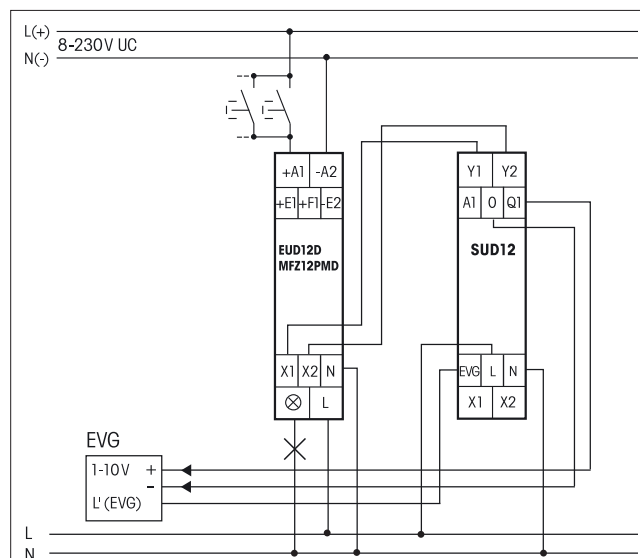 L(+)
8-230V UC
N(-)
+A1 -A2
+E1 +F1 -E2
EUD12D
MFZ12PMD
X1 X2 N
L
Y1 Y2
A1 0 Q1
SUD12
EVG L N
X1 X2
EVG
1-10V +
-
L' (EVG)
L
N